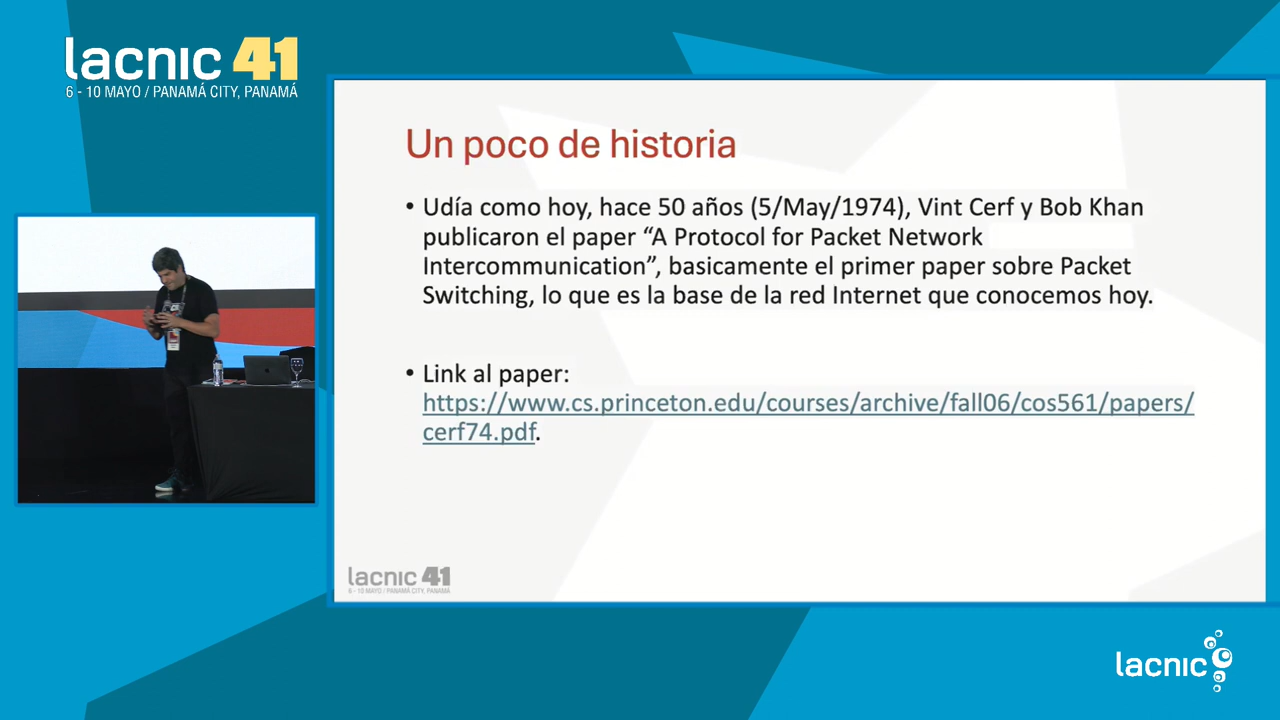 lacnic 41
6 - 10 MAYO / PANAMÁ CITY, PANAMÁ
Un poco de historia
• Udía como hoy, hace 50 años (5/May/1974), Vint Cerf y Bob Khan
publicaron el paper “A Protocol for Packet Network
Intercommunication”, basicamente el primer paper sobre Packet
Switching, lo que es la base de la red Internet que conocemos hoy.
• Link al paper:
https://www.cs.princeton.edu/courses/archive/fall06/cos561/papers/
cerf74.pdf.
lacnic 41
6 - 10 MAYO / PANAMÁ CITY, PANAMÁ
lacnic